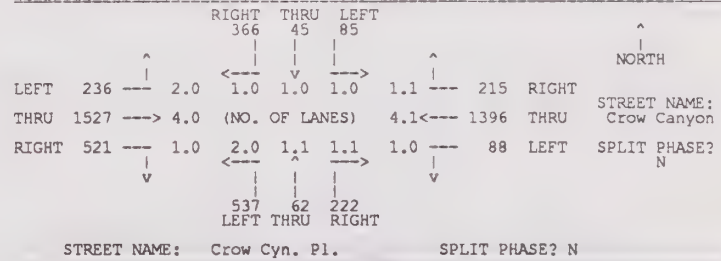 RIGHT THRU LEFT
366 45 85 ^
| | | |
^ | | | ^ NORTH
| <--- v ---> |
LEFT 236 --- 2.0 1.0 1.0 1.0 1.1 --- 215 RIGHT
STREET NAME:
THRU 1527 ---> 4.0 (NO. OF LANES) 4.1<--- 1396 THRU Crow Canyon
RIGHT 521 --- 1.0 2.0 1.1 1.1 1.0 --- 88 LEFT SPLIT PHASE?
| <--- ^ ---> | N
v | | | v
| | |
537 62 222
LEFT THRU RIGHT
STREET NAME: Crow Cyn. Pl. SPLIT PHASE? N